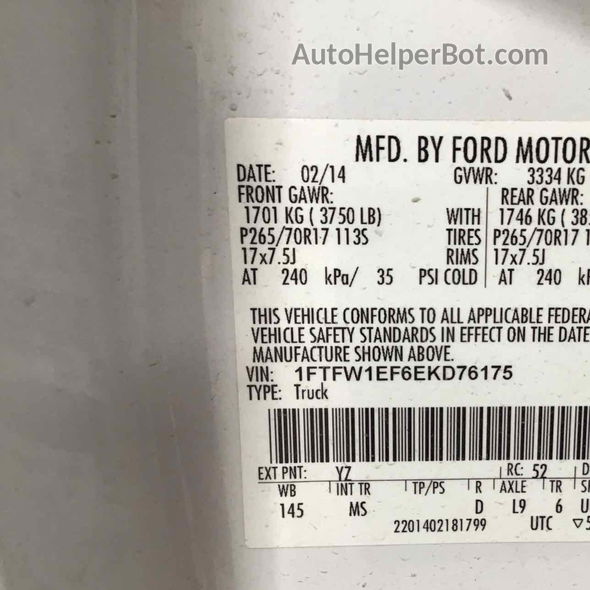 AutoHelperBot.com
MFD. BY FORD MOTOR
DATE: 02/14 GVWR: 3334 KG
FRONT GAWR: REAR GAWR:
1701 KG ( 3750 LB) WITH 1746 KG ( 38
P265/70R17 113S TIRES P265/70R17 1
17x7.5J RIMS 17x7.5J
AT 240 kPa/ 35 PSI COLD AT 240 k
THIS VEHICLE CONFORMS TO ALL APPLICABLE FEDERA
VEHICLE SAFETY STANDARDS IN EFFECT ON THE DATE
MANUFACTURE SHOWN ABOVE.
VIN: 1FTFW1EF6EKD76175
TYPE: Truck
EXT PNT: YZ RC: 52 D
WB INT TR TP/PS R AXLE TR S
145 MS D L9 6 U
2201402181799 UTC ▽5